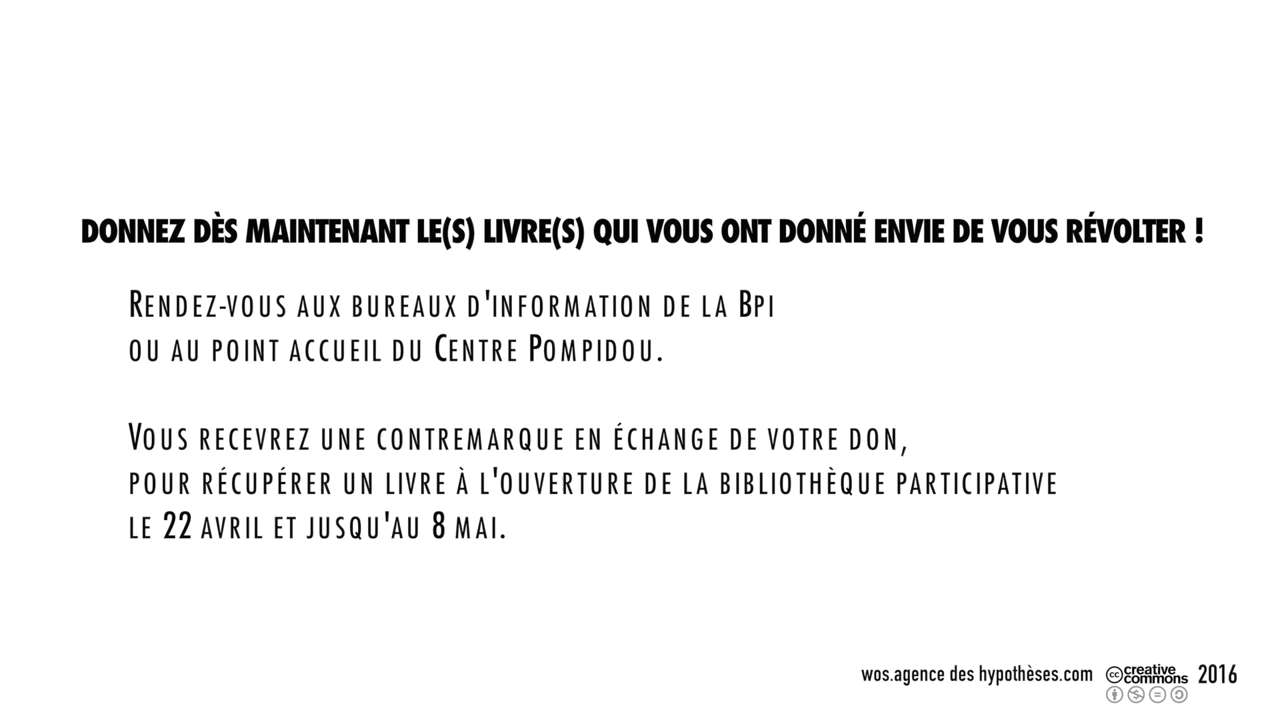 DONNEZ DÈS MAINTENANT LE(S) LIVRE(S) QUI VOUS ONT DONNÉ ENVIE DE VOUS RÉVOLTER !
RENDEZ-VOUS AUX BUREAUX D'INFORMATION DE LA BPI
OU AU POINT ACCUEIL DU CENTRE POMPIDOU.
VOUS RECEVREZ UNE CONTREMARQUE EN ÉCHANGE DE VOTRE DON,
POUR RÉCUPÉRER UN LIVRE À L'OUVERTURE DE LA BIBLIOTHÈQUE PARTICIPATIVE
LE 22 AVRIL ET JUSQU'AU 8 MAI.
wos.agence des hypothèses.com cc creative commons 2016